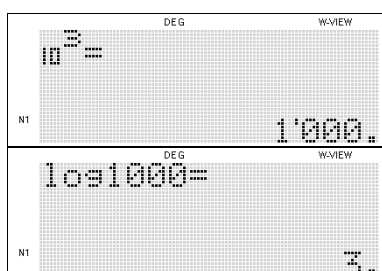 DEG W-VIEW
10³=
N1
1'000.
DEG W-VIEW
log1000=
N1
3.